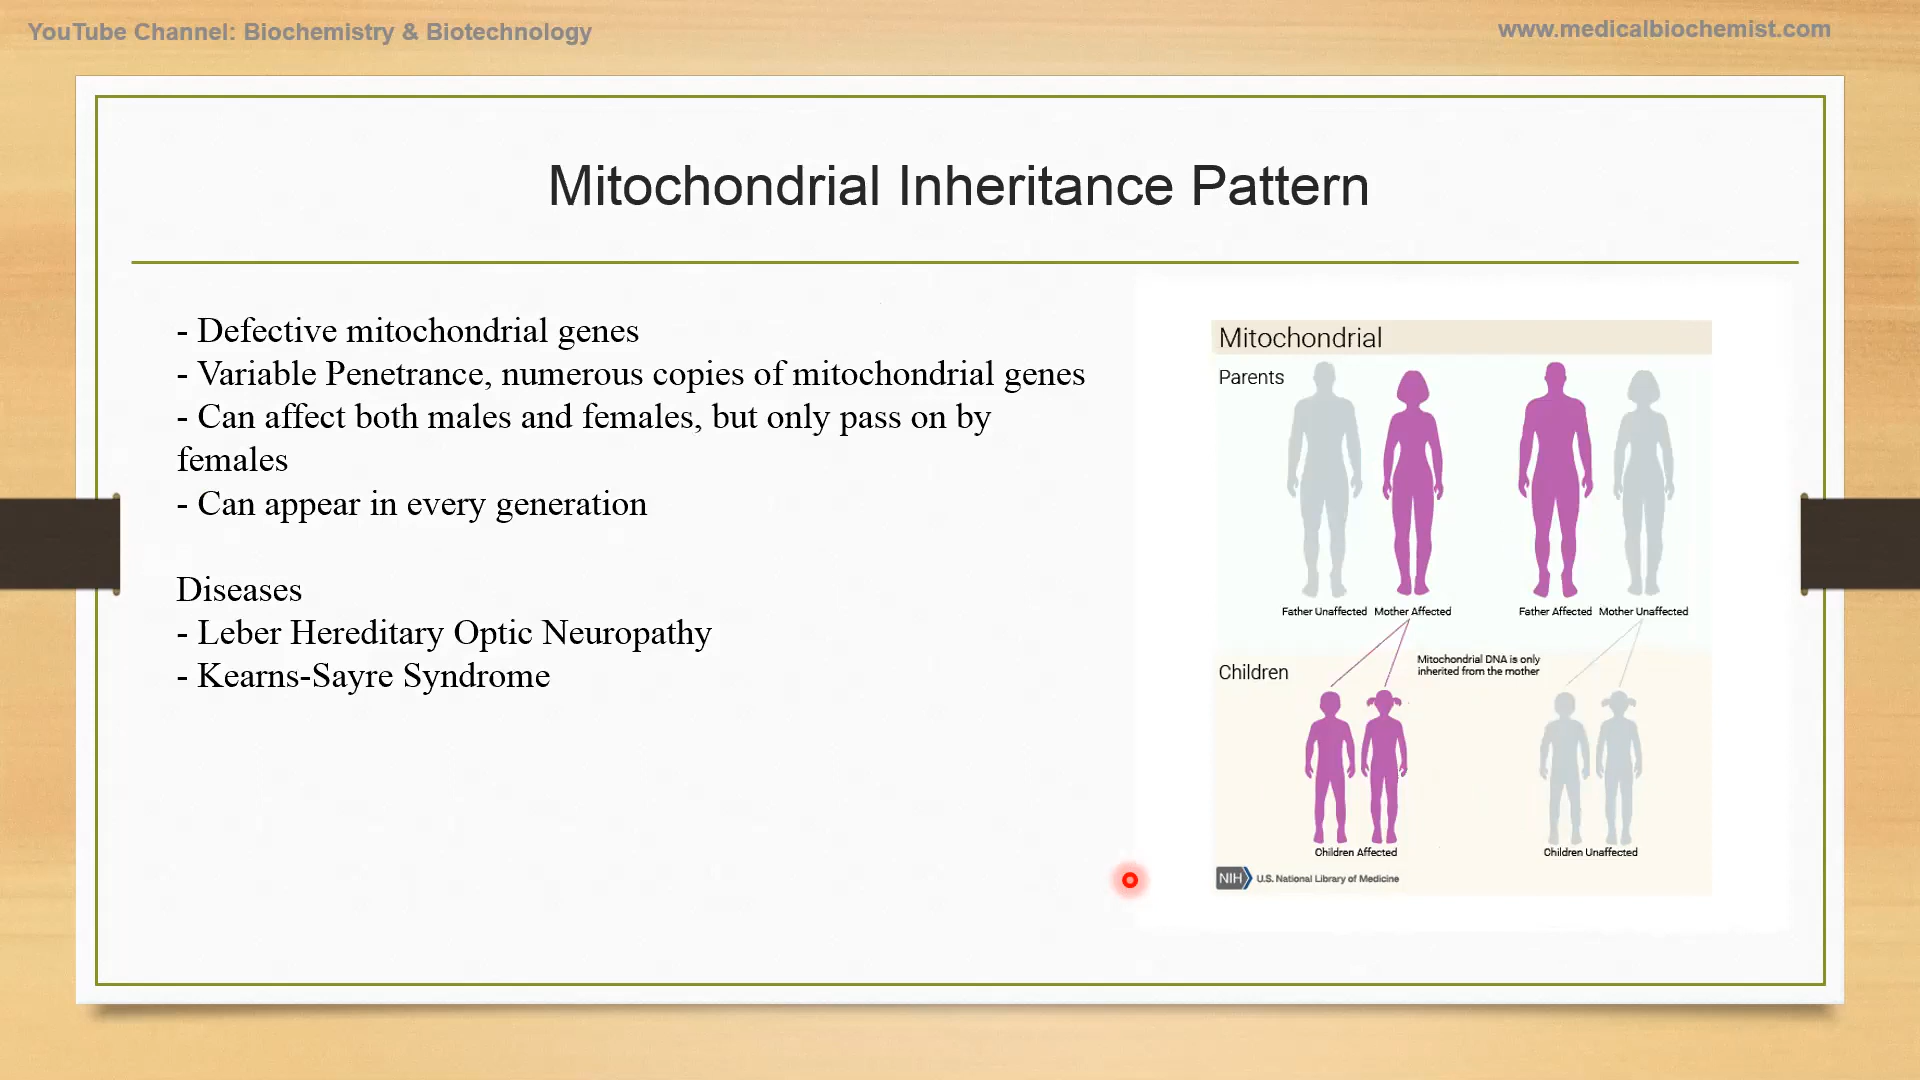 YouTube Channel: Biochemistry & Biotechnology
www.medicalbiochemist.com
Mitochondrial Inheritance Pattern
- Defective mitochondrial genes
- Variable Penetrance, numerous copies of mitochondrial genes
- Can affect both males and females, but only pass on by
females
- Can appear in every generation
Diseases
- Leber Hereditary Optic Neuropathy
- Kearns-Sayre Syndrome
Mitochondrial
Parents
Father Unaffected Mother Affected Father Affected Mother Unaffected
Mitochondrial DNA is only
inherited from the mother
Children
Children Affected Children Unaffected
NIH U.S. National Library of Medicine